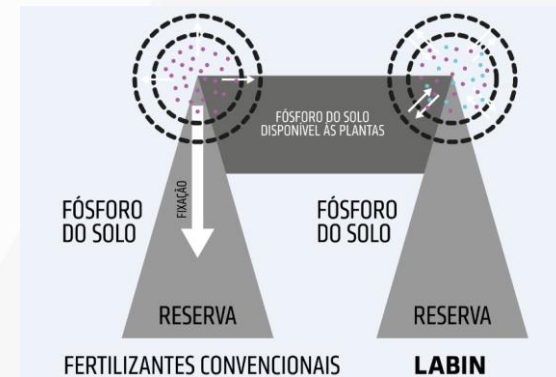 FÓSFORO DO SOLO
DISPONÍVEL ÀS PLANTAS
FIXAÇÃO
FÓSFORO
DO SOLO
FÓSFORO
DO SOLO
RESERVA
RESERVA
FERTILIZANTES CONVENCIONAIS
LABIN